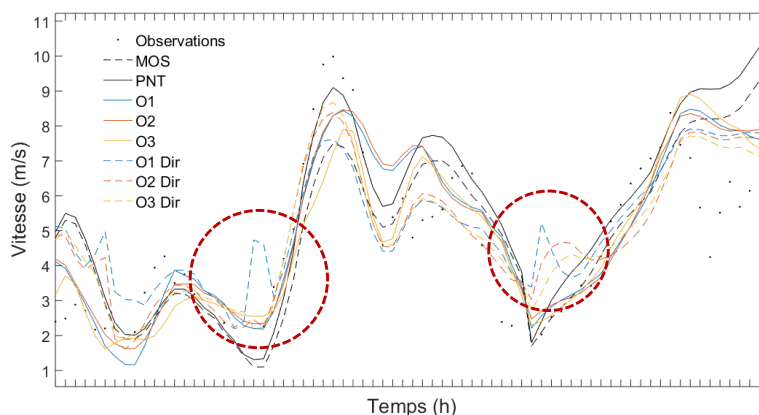 11
10
9
8
7
6
5
4
3
2
1
Vitesse (m/s)
Observations
MOS
PNT
O1
O2
O3
O1 Dir
O2 Dir
O3 Dir
Temps (h)